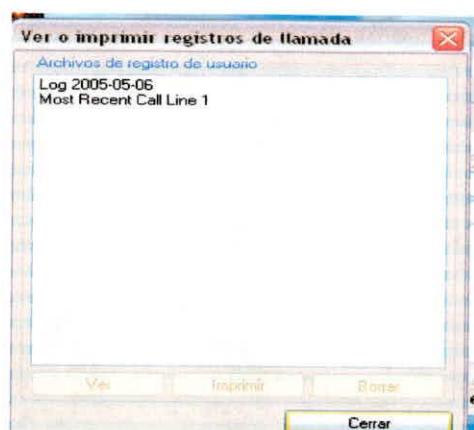 Ver o imprimir registros de llamada
Archivos de registro de usuario
Log 2005-05-06
Most Recent Call Line 1
Ver Imprimir Borrar
Cerrar